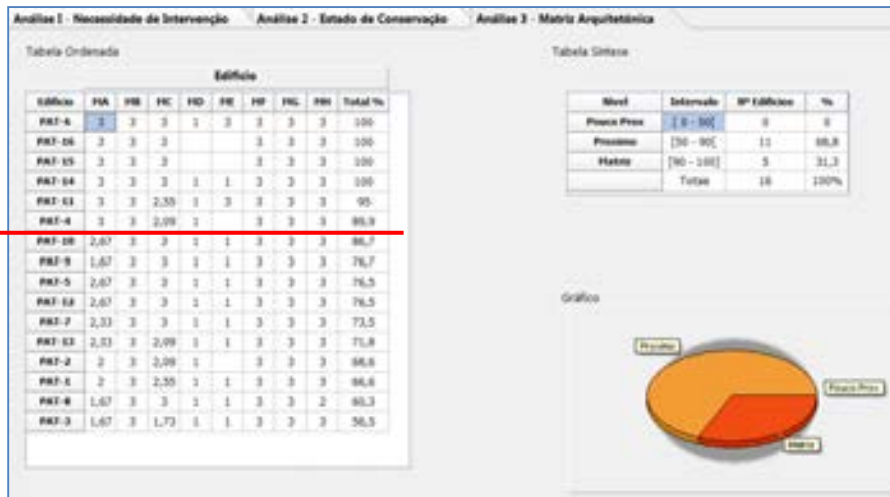 Análise 1 - Necessidade de Intervenção Análise 2 - Estado de Conservação Análise 3 - Matriz Arquitetónica
Tabela Ordenada
Edifício
Edifício MA MB MC MD ME MF MG MH Total %
PAT-6 3 3 3 1 3 3 3 3 100
PAT-16 3 3 3 3 3 3 100
PAT-15 3 3 3 3 3 3 100
PAT-14 3 3 3 1 1 3 3 3 100
PAT-11 3 3 2,55 1 3 3 3 3 95
PAT-4 3 3 2,09 1 3 3 3 89,9
PAT-10 2,67 3 3 1 1 3 3 3 86,7
PAT-9 1,67 3 3 1 1 3 3 3 76,7
PAT-5 2,67 3 3 1 1 3 3 3 76,5
PAT-12 2,67 3 3 1 1 3 3 3 76,5
PAT-7 2,33 3 3 1 1 3 3 3 73,5
PAT-13 2,33 3 2,09 1 1 3 3 3 71,8
PAT-2 2 3 2,09 1 3 3 3 68,6
PAT-1 2 3 2,55 1 1 3 3 3 66,6
PAT-8 1,67 3 3 1 1 3 3 2 60,3
PAT-3 1,67 3 1,73 1 1 3 3 3 56,5
Tabela Síntese
Nível Intervalo Nº Edifícios %
Pouco Prox [ 0 - 50[ 0 0
Proximo [50 - 90[ 11 68,8
Matriz [90 - 100] 5 31,3
Totais 16 100%
Gráfico
Proximo
Pouco Prox
Matriz